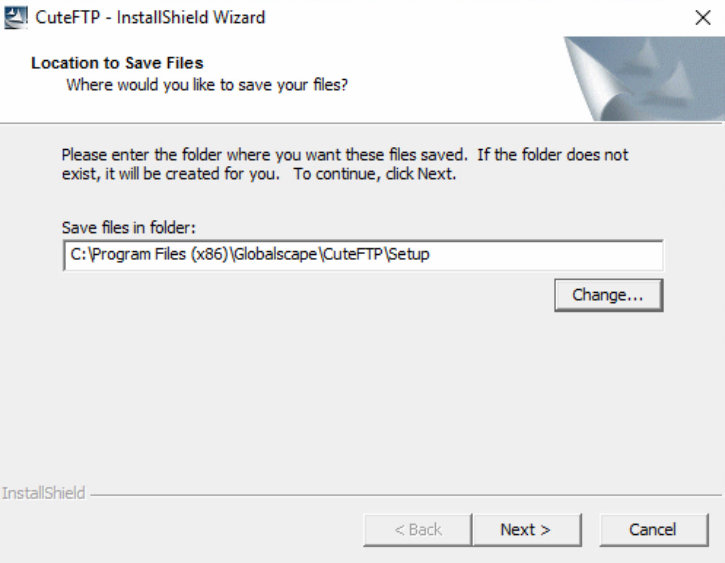 CuteFTP - InstallShield Wizard
Location to Save Files
Where would you like to save your files?
Please enter the folder where you want these files saved.  If the folder does not
exist, it will be created for you.   To continue, click Next.
Save files in folder:
C:\Program Files (x86)\Globalscape\CuteFTP\Setup
Change...
InstallShield
< Back
Next >
Cancel